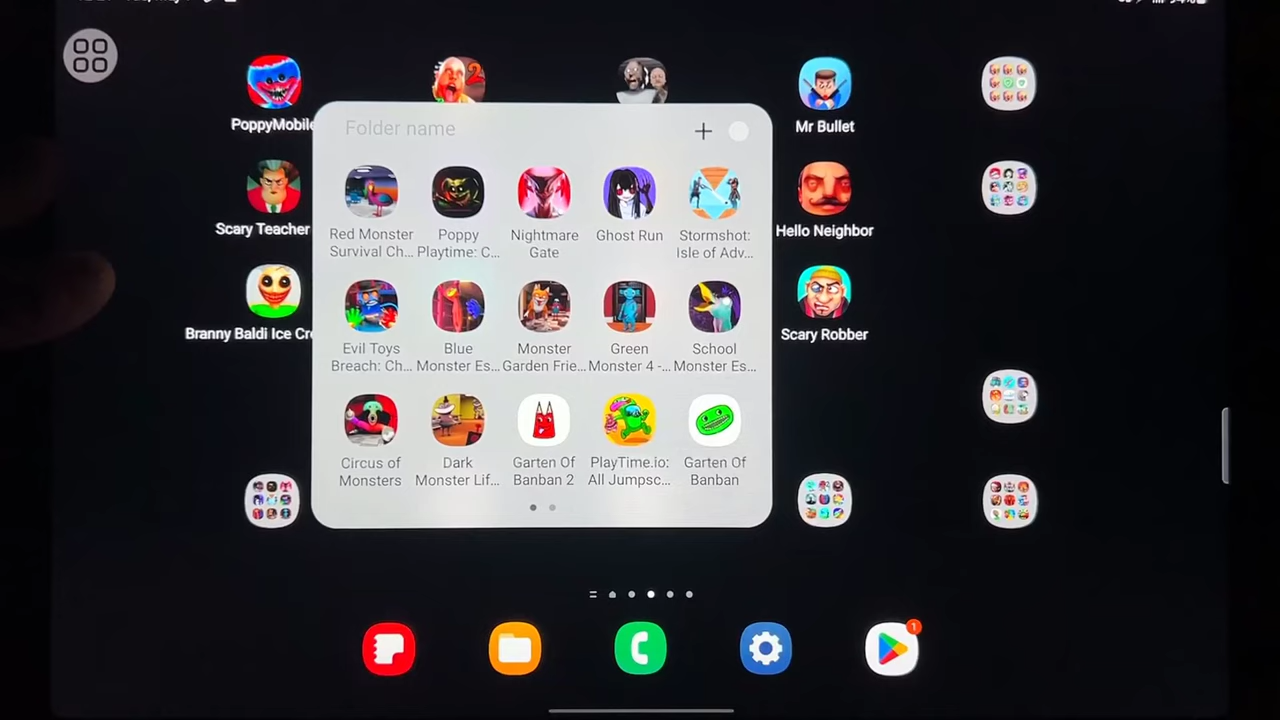 PoppyMobile
Mr Bullet
Folder name
Red Monster
Survival Ch...
Poppy
Playtime: C...
Nightmare
Gate
Ghost Run
Stormshot:
Isle of Adv...
Scary Teacher
Hello Neighbor
Evil Toys
Breach: Ch...
Blue
Monster Es...
Monster
Garden Frie...
Green
Monster 4 -...
School
Monster Es...
Branny Baldi Ice Cr
Scary Robber
Circus of
Monsters
Dark
Monster Lif...
Garten Of
Banban 2
PlayTime.io:
All Jumpsc...
Garten Of
Banban
1